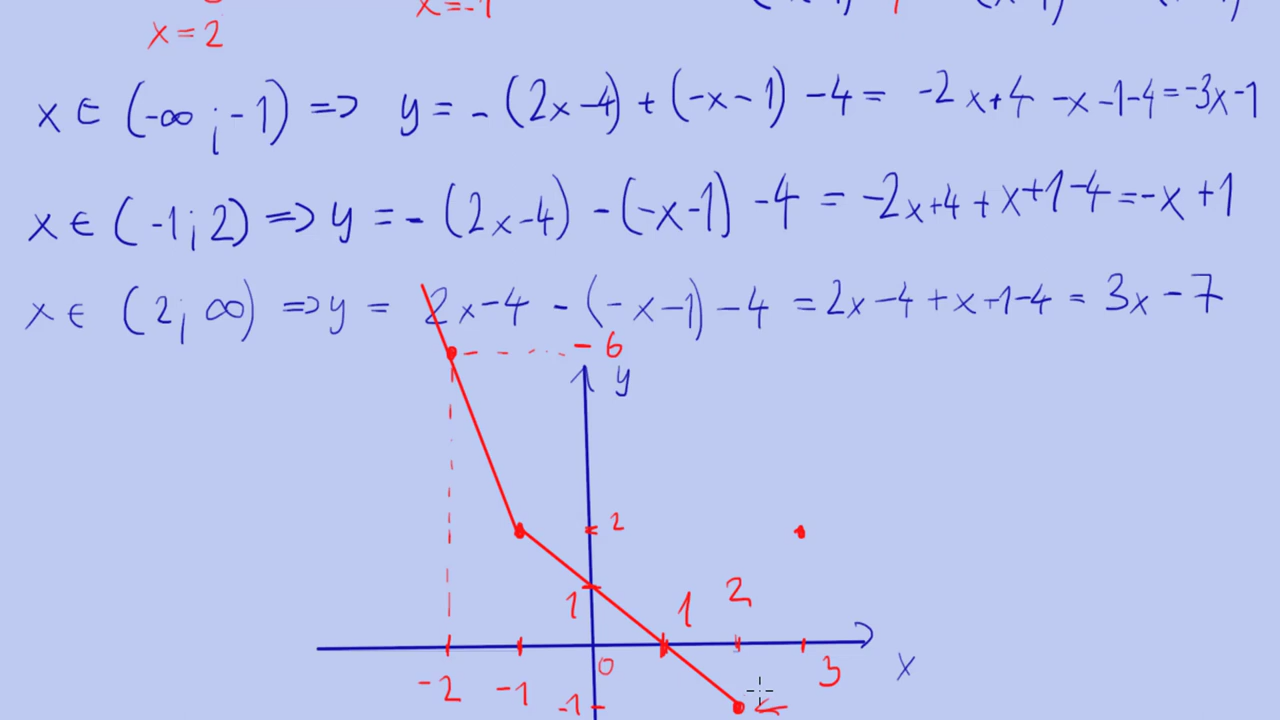 x=-1
x=2
x ∈ (-∞;-1) => y = -(2x-4)+(-x-1)-4= -2x+4 -x-1-4=-3x-1
x ∈ (-1;2) => y = -(2x-4) -(-x-1) -4 = -2x+4+x+1-4=-x+1
x ∈ (2;∞) => y = 2x-4 -(-x-1)-4 = 2x-4+x+1-4= 3x-7
- 6
y
2
1 1 2
0
-2 -1 3 x
-1